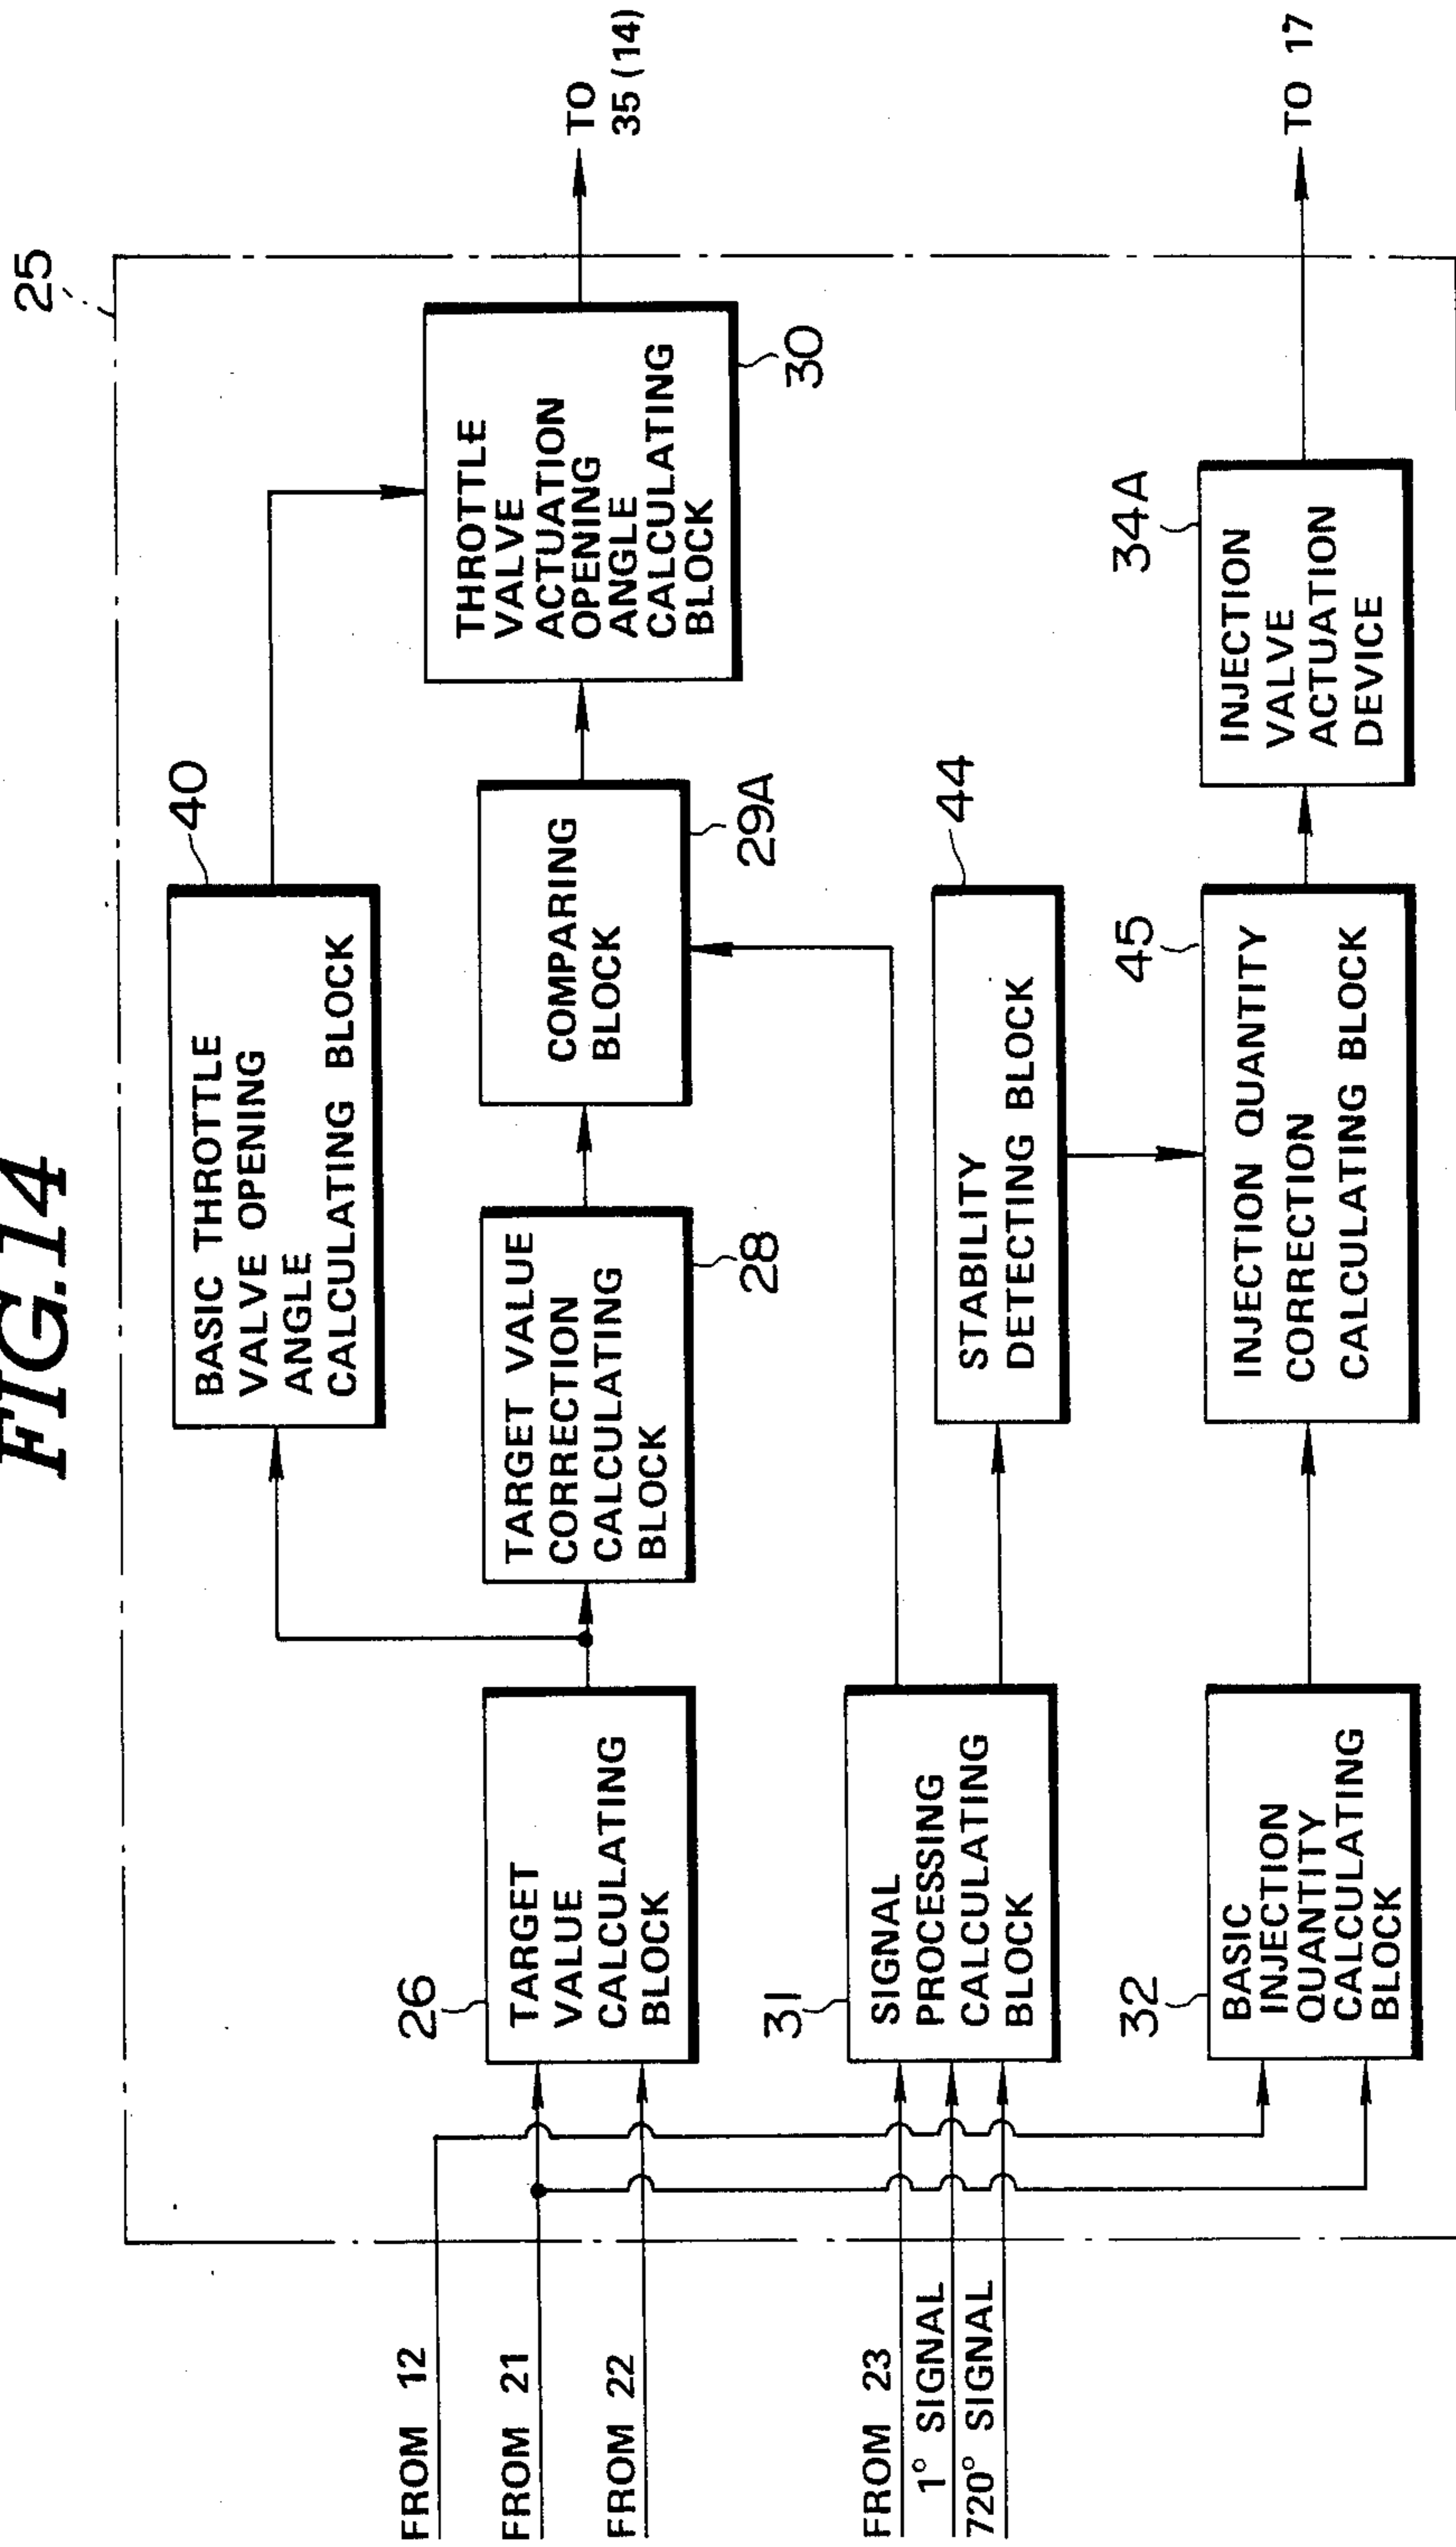 FIG.14
25
FROM 12
FROM 21
FROM 22
FROM 23
1° SIGNAL
720° SIGNAL
26
TARGET
VALUE
CALCULATING
BLOCK
31
SIGNAL
PROCESSING
CALCULATING
BLOCK
32
BASIC
INJECTION
QUANTITY
CALCULATING
BLOCK
40
BASIC THROTTLE
VALVE OPENING
ANGLE
CALCULATING BLOCK
TARGET VALUE
CORRECTION
CALCULATING
BLOCK
28
COMPARING
BLOCK
29A
44
STABILITY
DETECTING BLOCK
45
INJECTION QUANTITY
CORRECTION
CALCULATING BLOCK
THROTTLE
VALVE
ACTUATION
OPENING
ANGLE
CALCULATING
BLOCK
30
34A
INJECTION
VALVE
ACTUATION
DEVICE
TO
35 (14)
TO 17